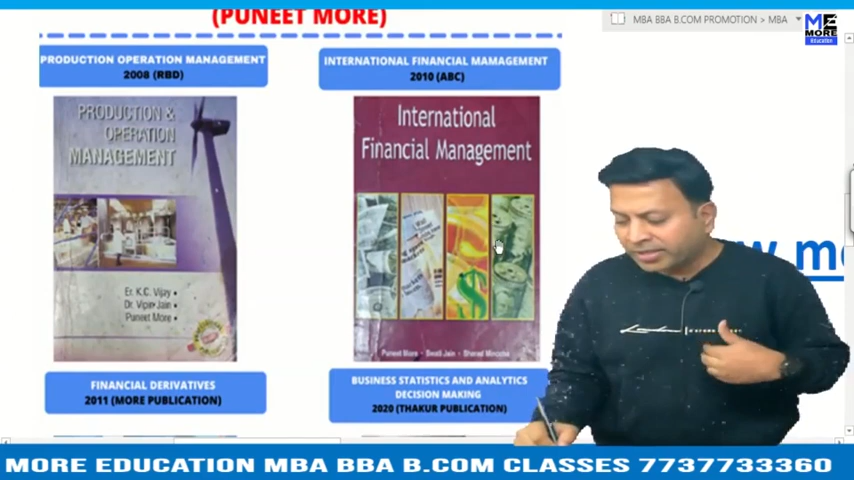 (PUNEET MORE)
MBA BBA B.COM PROMOTION > MBA
ME
MORE
Education
PRODUCTION OPERATION MANAGEMENT
2008 (RBD)
INTERNATIONAL FINANCIAL MAMAGEMENT
2010 (ABC)
PRODUCTION &
OPERATION
MANAGEMENT
Er. K.C. Vijay
Dr. Vipin Jain
Puneet More
International
Financial Management
Puneet More - Swati Jain - Sharad
w.m
FINANCIAL DERIVATIVES
2011 (MORE PUBLICATION)
BUSINESS STATISTICS AND ANALYTICS
DECISION MAKING
2020 (THAKUR PUBLICATION)
MORE EDUCATION MBA BBA B.COM CLASSES 7737733360